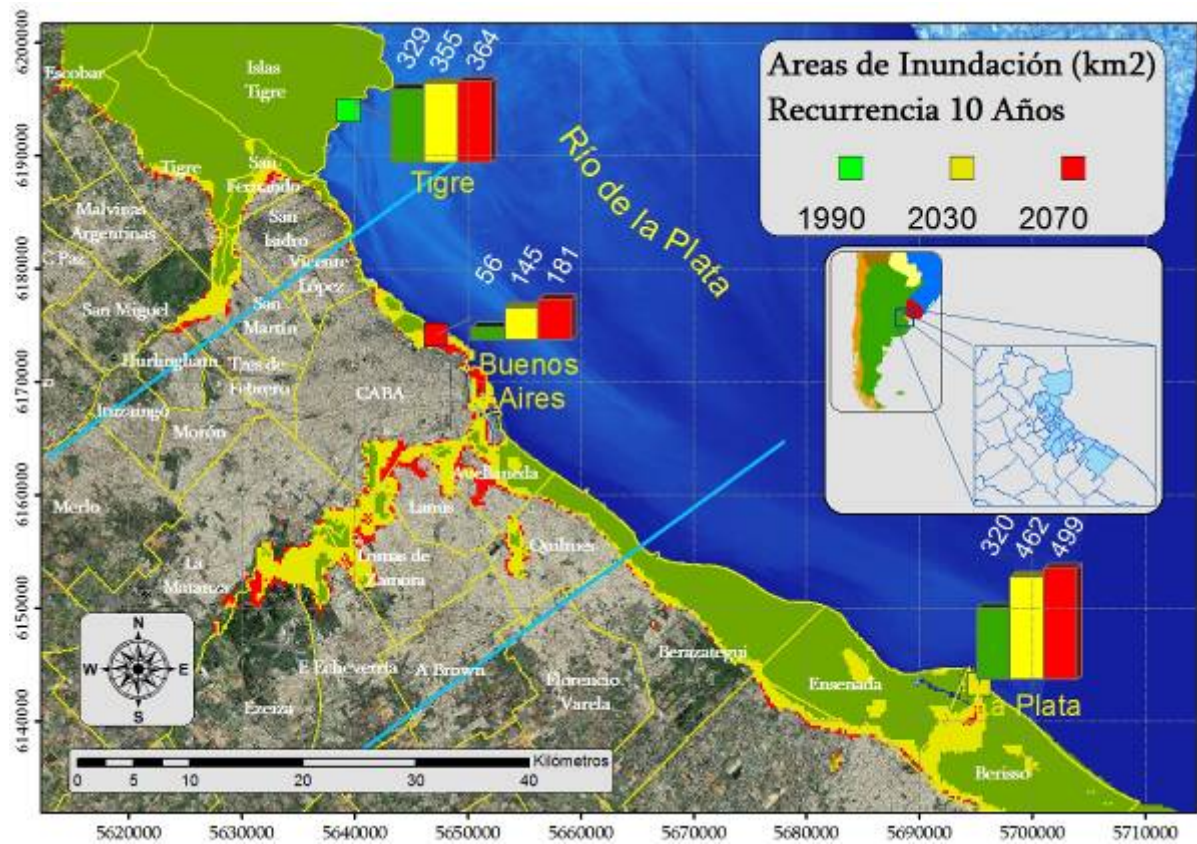 Areas de Inundación (km2)
Recurrencia 10 Años
1990 2030 2070
329 355 364
Tigre
56 145 181
Buenos
Aires
320 462 499
La Plata
Río de la Plata
Escobar
Islas
Tigre
Tigre
San
Fernando
Malvinas
Argentinas
San
Isidro
C Paz
Vicente
López
San Miguel
San
Martín
Hurlingham
Tres de
Febrero
CABA
Ituzaingó
Morón
Avellaneda
Merlo
Lanus
Quilmes
La
Matanza
Lomas de
Zamora
Berazategui
E Echeverría
A Brown
Florencio
Varela
Ensenada
Ezeiza
Berisso
N
W E
S
Kilómetros
0 5 10 20 30 40
6200000
6190000
6180000
6170000
6160000
6150000
6140000
5620000 5630000 5640000 5650000 5660000 5670000 5680000 5690000 5700000 5710000